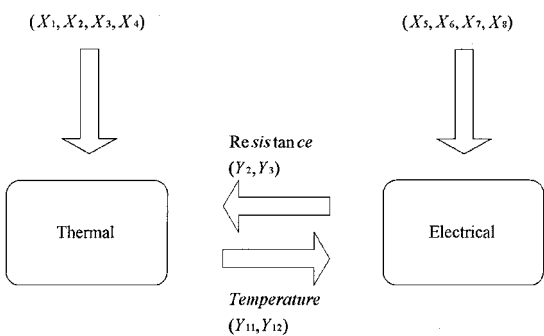 (X1, X2, X3, X4)
(X5, X6, X7, X8)
Resistance
(Y2, Y3)
Thermal
Electrical
Temperature
(Y11, Y12)